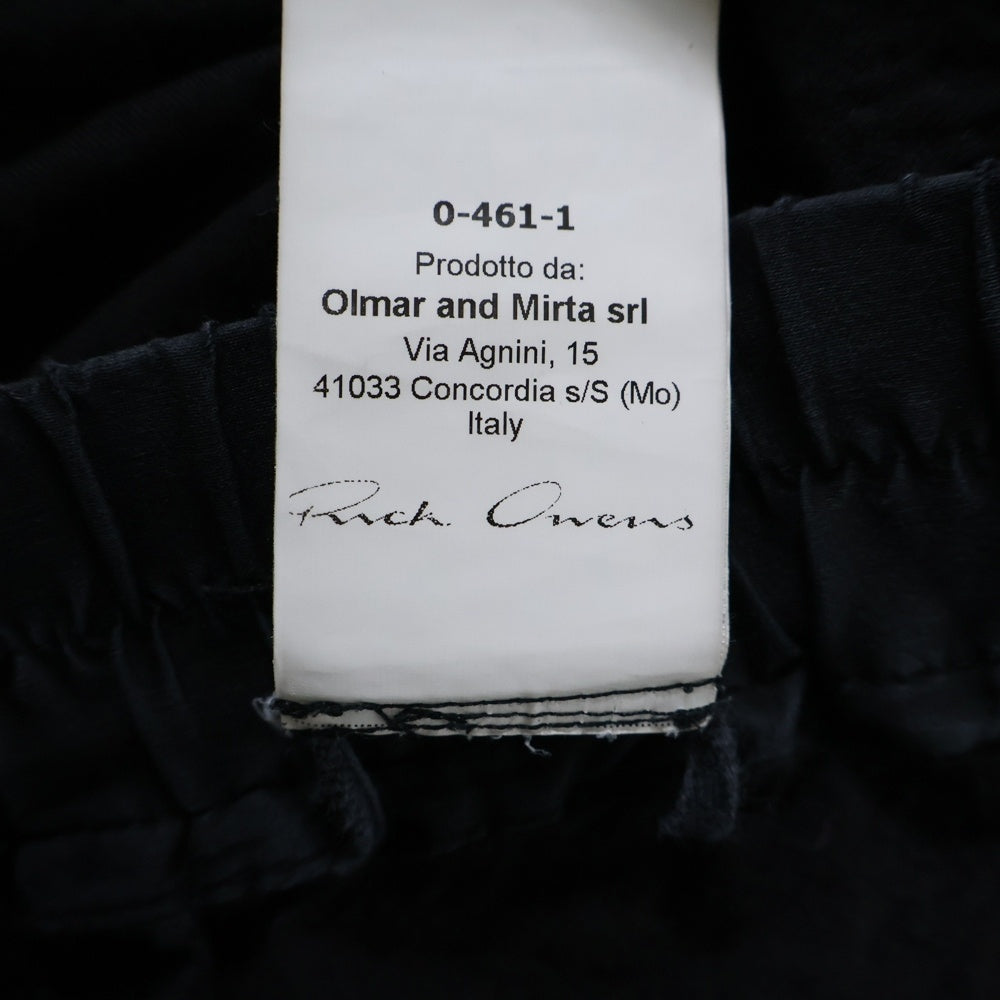 0-461-1
Prodotto da:
Olmar and Mirta srl
Via Agnini, 15
41033 Concordia s/S (Mo)
Italy
Rick Owens